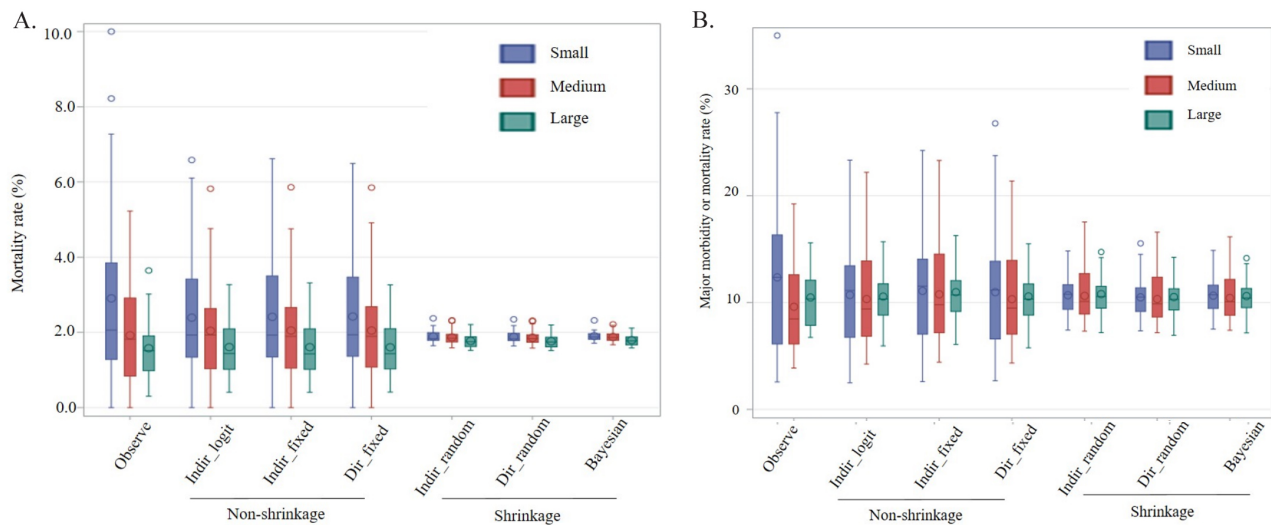 A.
Mortality rate (%)
10.0
8.0
6.0
4.0
2.0
0.0
Small
Medium
Large
Observe
Indir_logit
Indir_fixed
Dir_fixed
Indir_random
Dir_random
Bayesian
Non-shrinkage
Shrinkage
B.
Major morbidity or mortality rate (%)
30
20
10
0
Small
Medium
Large
Observe
Indir_logit
Indir_fixed
Dir_fixed
Indir_random
Dir_random
Bayesian
Non-shrinkage
Shrinkage